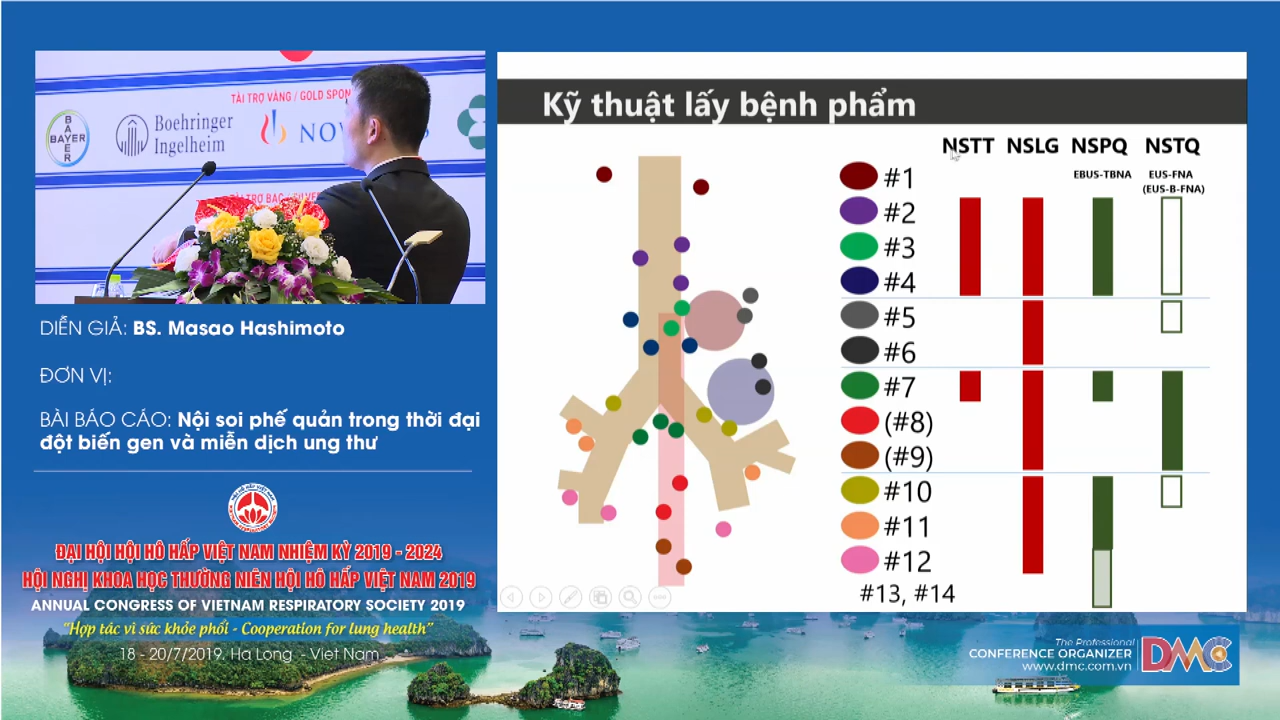 TÀI TRỢ VÀNG / GOLD SPON
BAYER
BAYER
Boehringer
Ingelheim
NOV
S
TÀI TRỢ BẠC / SILVER
DIỄN GIẢ: BS. Masao Hashimoto
ĐƠN VỊ:
BÀI BÁO CÁO: Nội soi phế quản trong thời đại
đột biến gen và miễn dịch ung thư
ĐẠI HỘI HỘI HÔ HẤP VIỆT NAM NHIỆM KỲ 2019 - 2024
HỘI NGHỊ KHOA HỌC THƯỜNG NIÊN HỘI HÔ HẤP VIỆT NAM 2019
ANNUAL CONGRESS OF VIETNAM RESPIRATORY SOCIETY 2019
“Hợp tác vì sức khỏe phổi - Cooperation for lung health”
18 - 20/7/2019. Ha Long - Viet Nam
Kỹ thuật lấy bệnh phẩm
NSTT NSLG NSPQ NSTQ
EBUS-TBNA EUS-FNA
(EUS-B-FNA)
#1
#2
#3
#4
#5
#6
#7
(#8)
(#9)
#10
#11
#12
#13, #14
The Professional
CONFERENCE ORGANIZER
www.dmc.com.vn
DMC